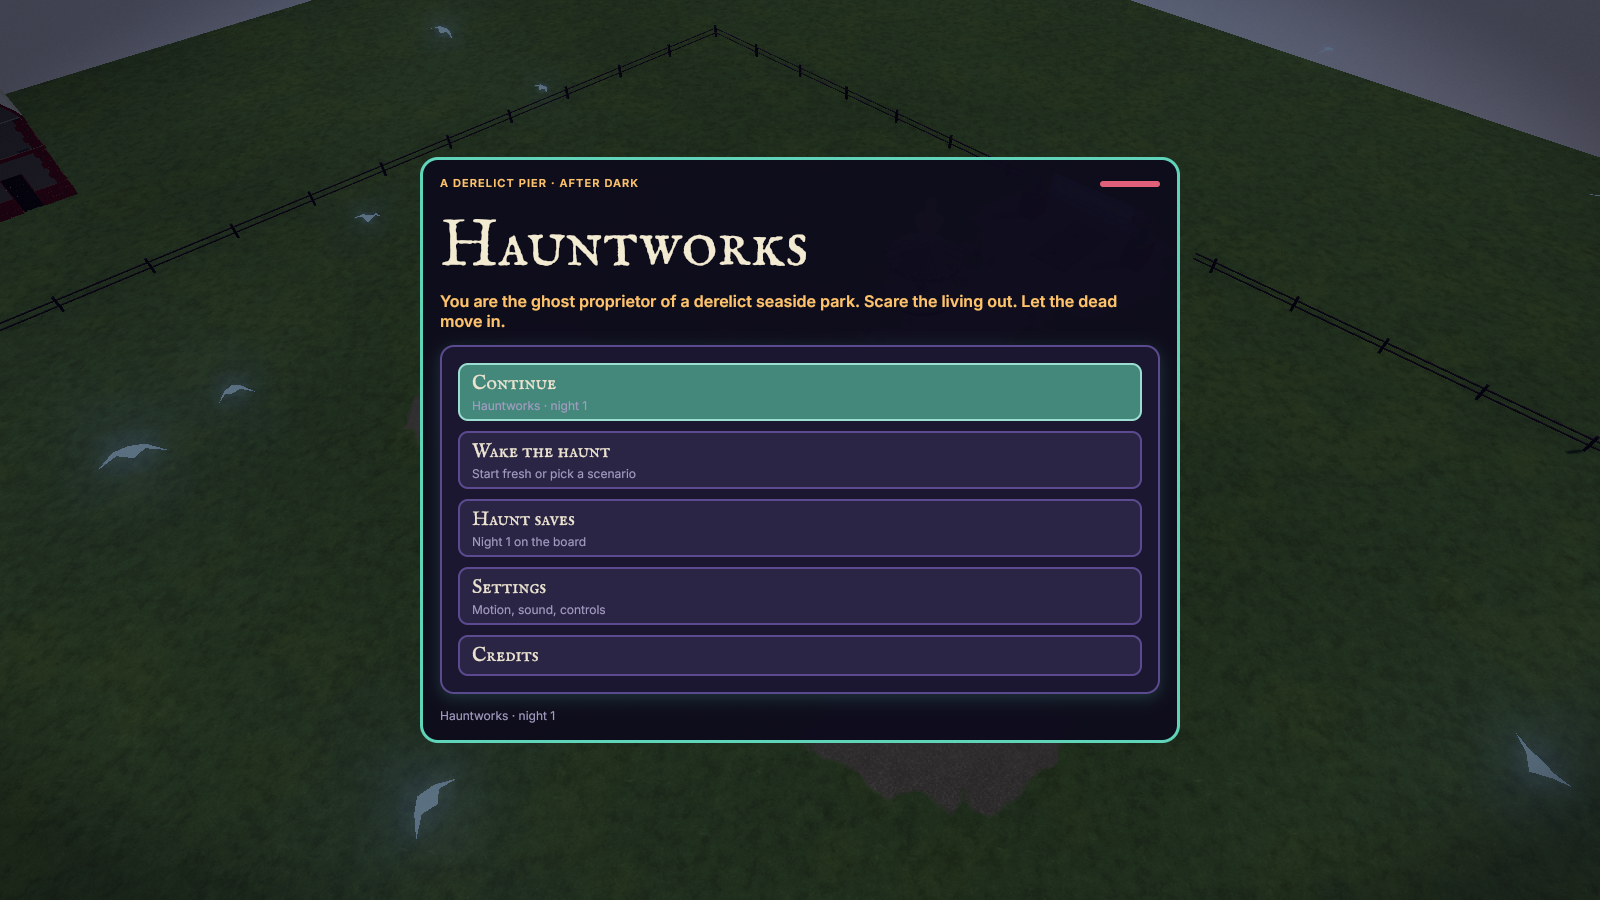 A DERELICT PIER · AFTER DARK
Hauntworks
You are the ghost proprietor of a derelict seaside park. Scare the living out. Let the dead
move in.
Continue
Hauntworks · night 1
Wake the haunt
Start fresh or pick a scenario
Haunt saves
Night 1 on the board
Settings
Motion, sound, controls
Credits
Hauntworks · night 1